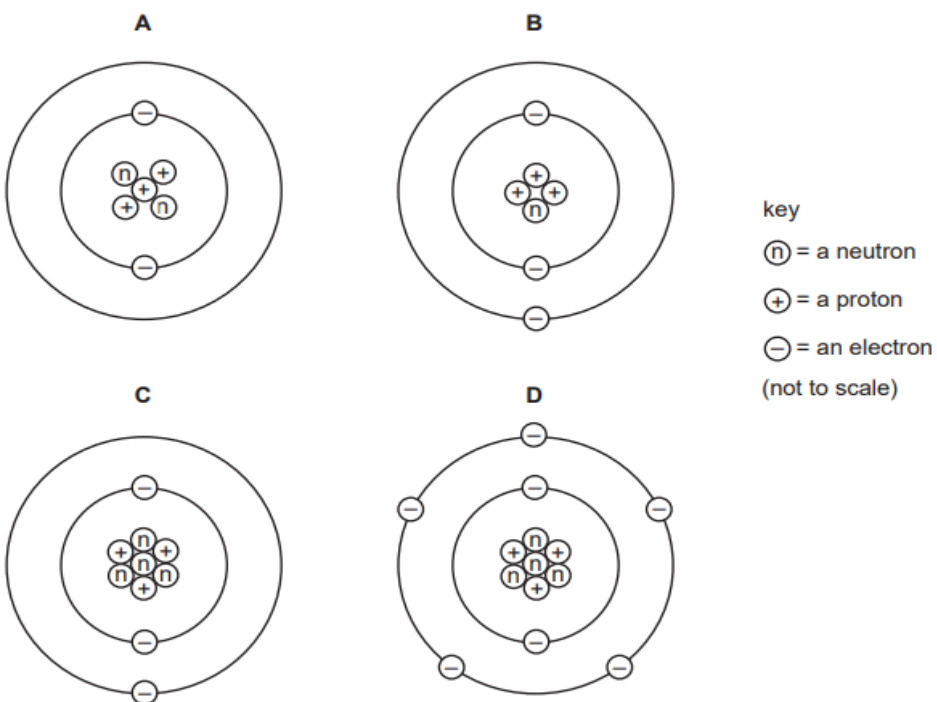 A
B
n +
+
+ n
−
−
+
+ +
n
−
−
−
key
n = a neutron
+ = a proton
− = an electron
(not to scale)
C
D
−
n
+ +
n
n n
+
−
−
−
− −
−
n
+ +
n
n n
+
−
− −